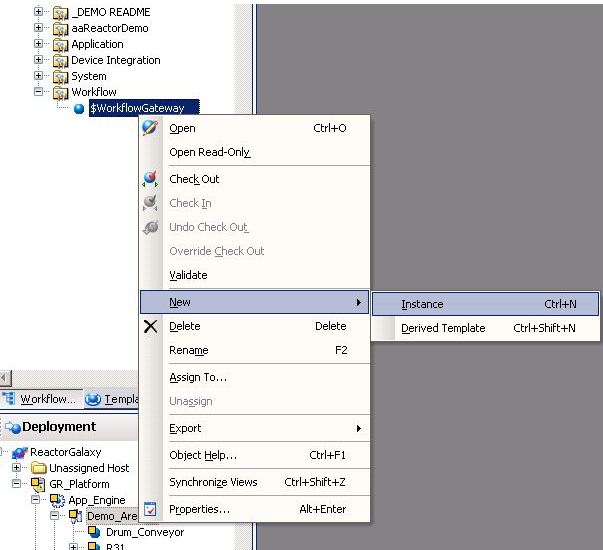 _DEMO README
aaReactorDemo
Application
Device Integration
System
Workflow
$WorkflowGateway
Open Ctrl+O
Open Read-Only
Check Out
Check In
Undo Check Out
Override Check Out
Validate
New
Instance Ctrl+N
Delete Delete
Derived Template Ctrl+Shift+N
Rename F2
Assign To...
Unassign
Export
Object Help... Ctrl+F1
Synchronize Views Ctrl+Shift+Z
Properties... Alt+Enter
Workflow... Templa
Deployment
ReactorGalaxy
Unassigned Host
GR_Platform
App_Engine
Demo_Are
Drum_Conveyor
R31